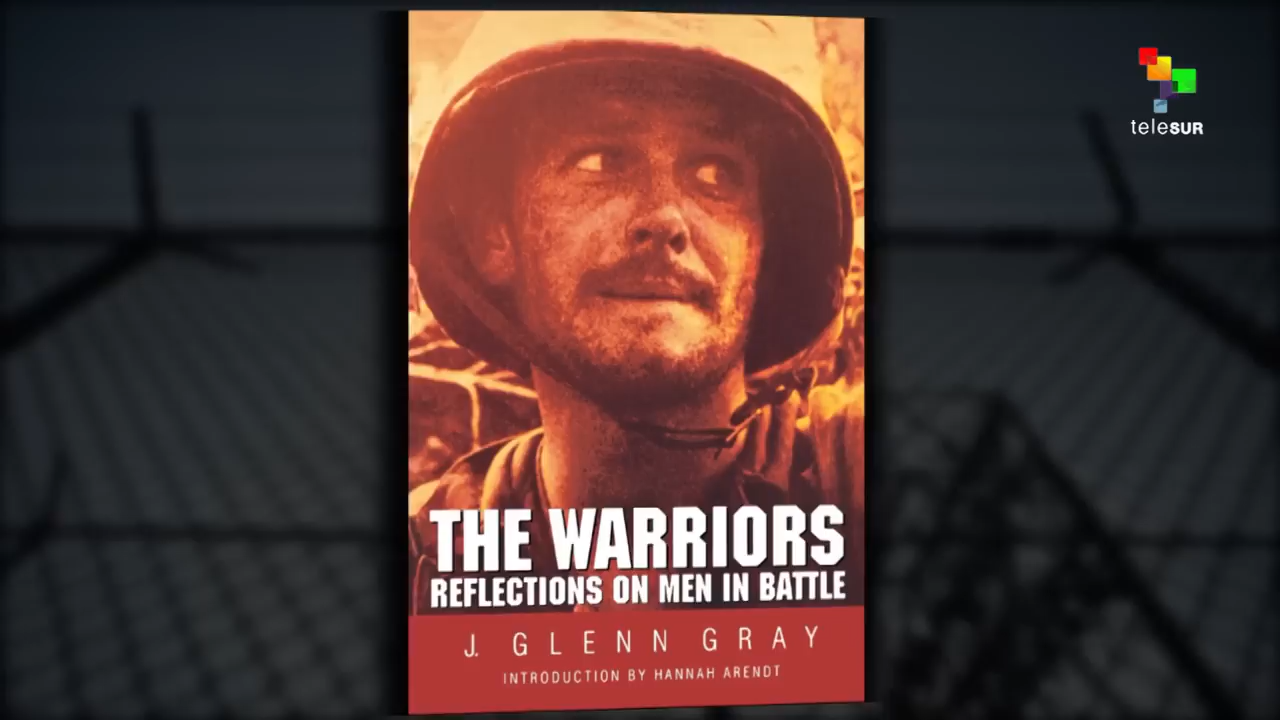 teleSUR
THE WARRIORS
REFLECTIONS ON MEN IN BATTLE
J. GLENN GRAY
INTRODUCTION BY HANNAH ARENDT